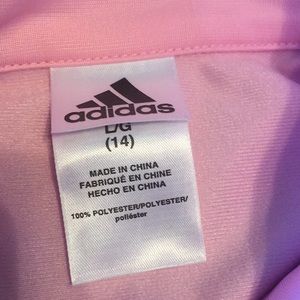 adidas
L/G
(14)
MADE IN CHINA
FABRIQUÉ EN CHINE
HECHO EN CHINA
100% POLYESTER/POLYESTER/
poliéster